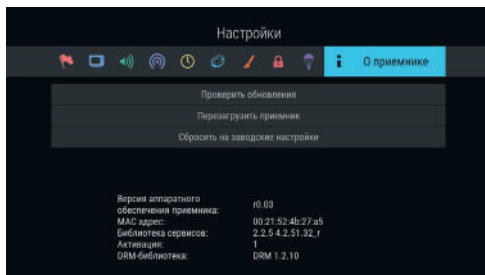 Настройки
О приемнике
Проверить обновления
Перезагрузить приемник
Сбросить на заводские настройки
Версия аппаратного
обеспечения приемника: r0.03
MAC адрес: 00:21:52:4b:27:a5
Библиотека сервисов: 2.2.5 4.2.51.32_r
Активация: 1
DRM-библиотека: DRM 1.2.10